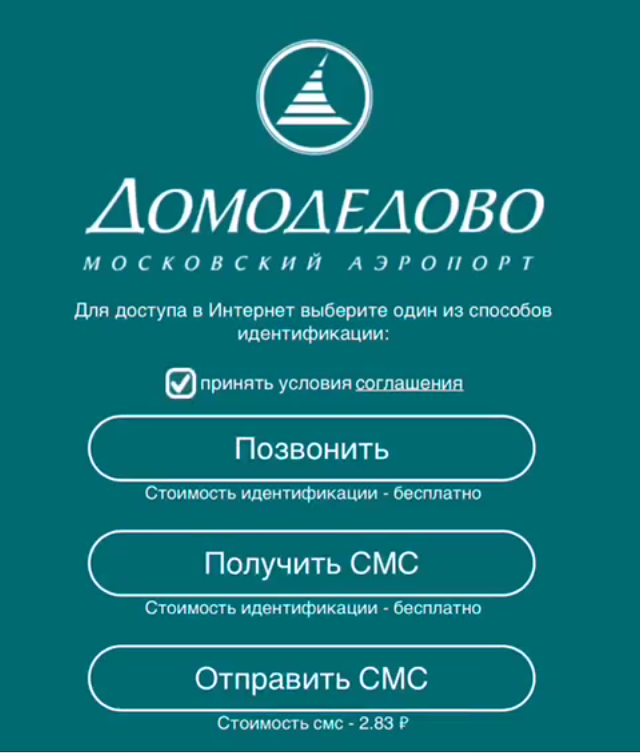 ДОМОДЕДОВО
МОСКОВСКИЙ АЭРОПОРТ
Для доступа в Интернет выберите один из способов
идентификации:
принять условия соглашения
Позвонить
Стоимость идентификации - бесплатно
Получить СМС
Стоимость идентификации - бесплатно
Отправить СМС
Стоимость смс - 2.83 ₽